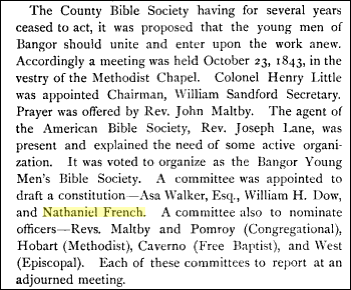 The County Bible Society having for several years
ceased to act, it was proposed that the young men of
Bangor should unite and enter upon the work anew.
Accordingly a meeting was held October 23, 1843, in the
vestry of the Methodist Chapel. Colonel Henry Little
was appointed Chairman, William Sandford Secretary.
Prayer was offered by Rev. John Maltby. The agent of
the American Bible Society, Rev. Joseph Lane, was
present and explained the need of some active organi-
zation. It was voted to organize as the Bangor Young
Men's Bible Society. A committee was appointed to
draft a constitution—Asa Walker, Esq., William H. Dow,
and Nathaniel French. A committee also to nominate
officers—Revs. Maltby and Pomroy (Congregational),
Hobart (Methodist), Caverno (Free Baptist), and West
(Episcopal). Each of these committees to report at an
adjourned meeting.